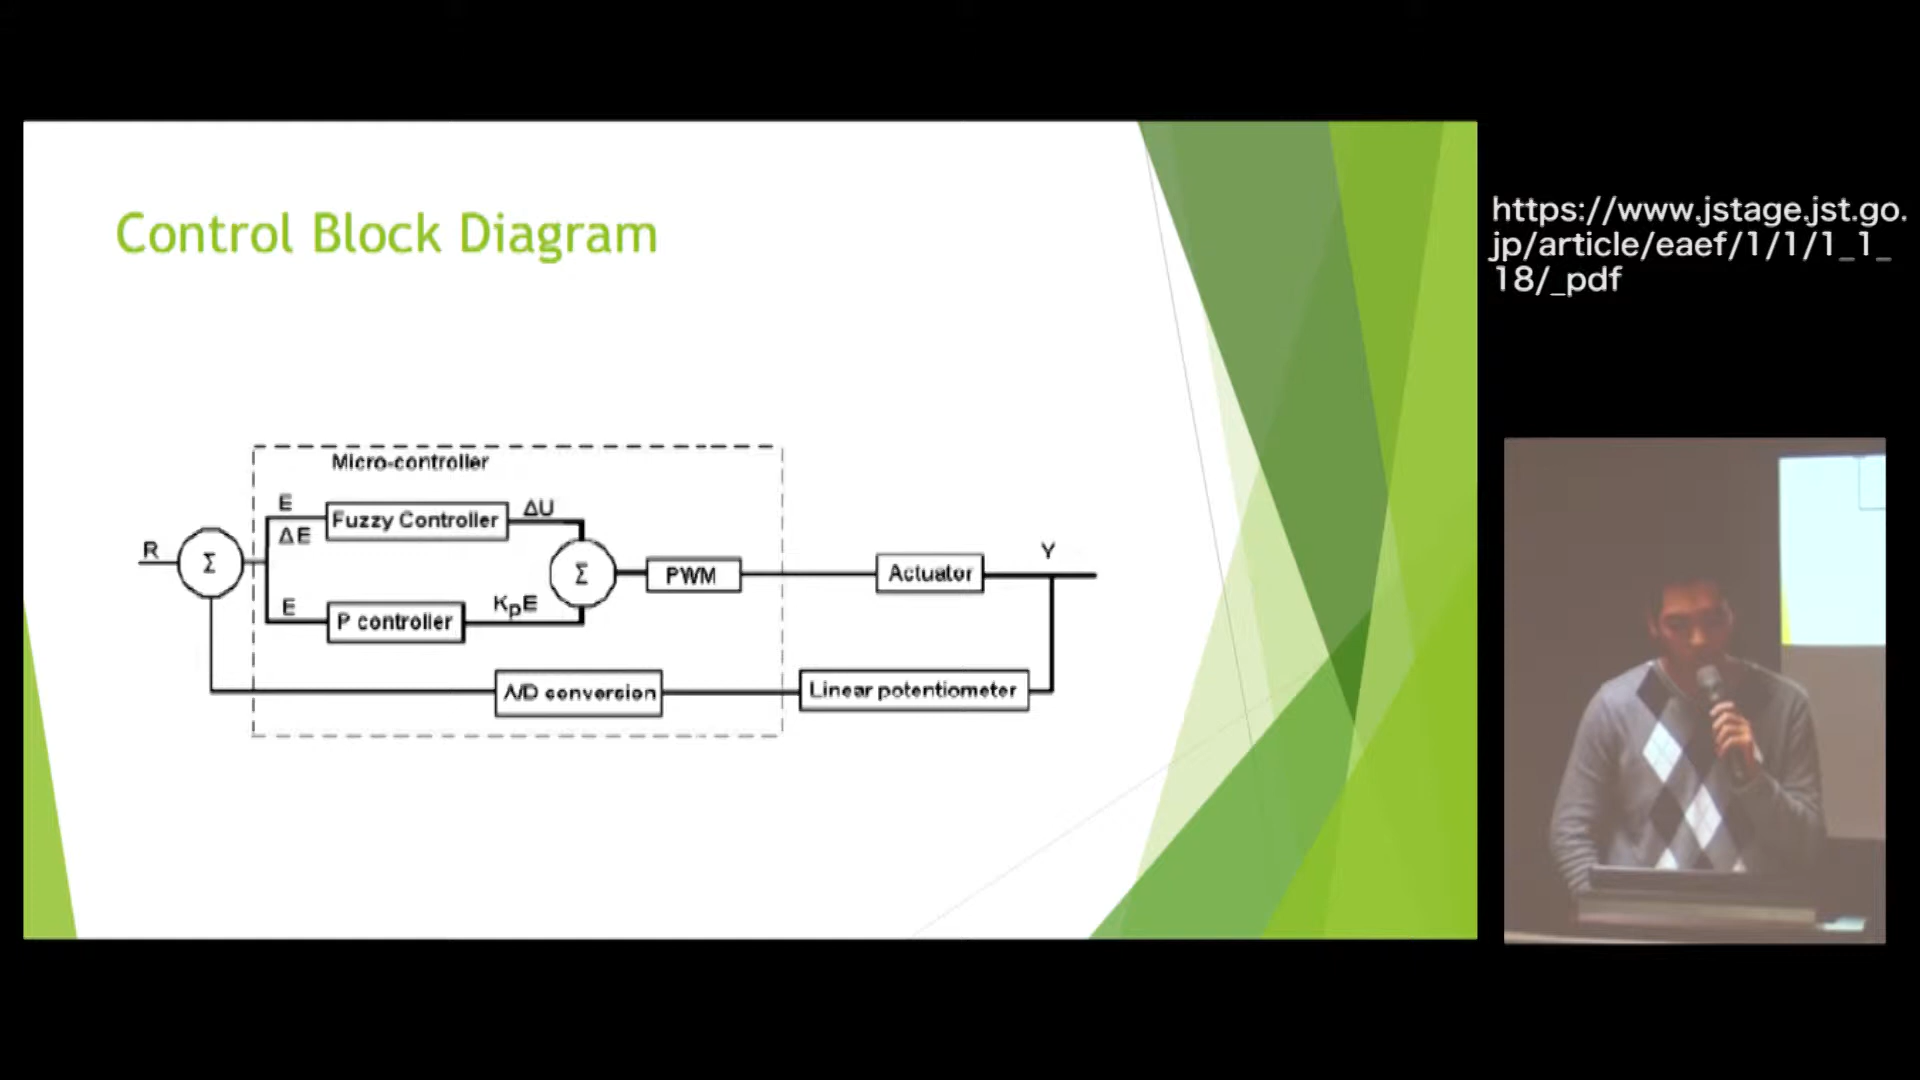 Control Block Diagram
https://www.jstage.jst.go.
jp/article/eaef/1/1/1_1_
18/_pdf
Micro-controller
E
Fuzzy Controller
ΔU
ΔE
R
Σ
Σ
PWM
Actuator
Y
E
P controller
KpE
A/D conversion
Linear potentiometer